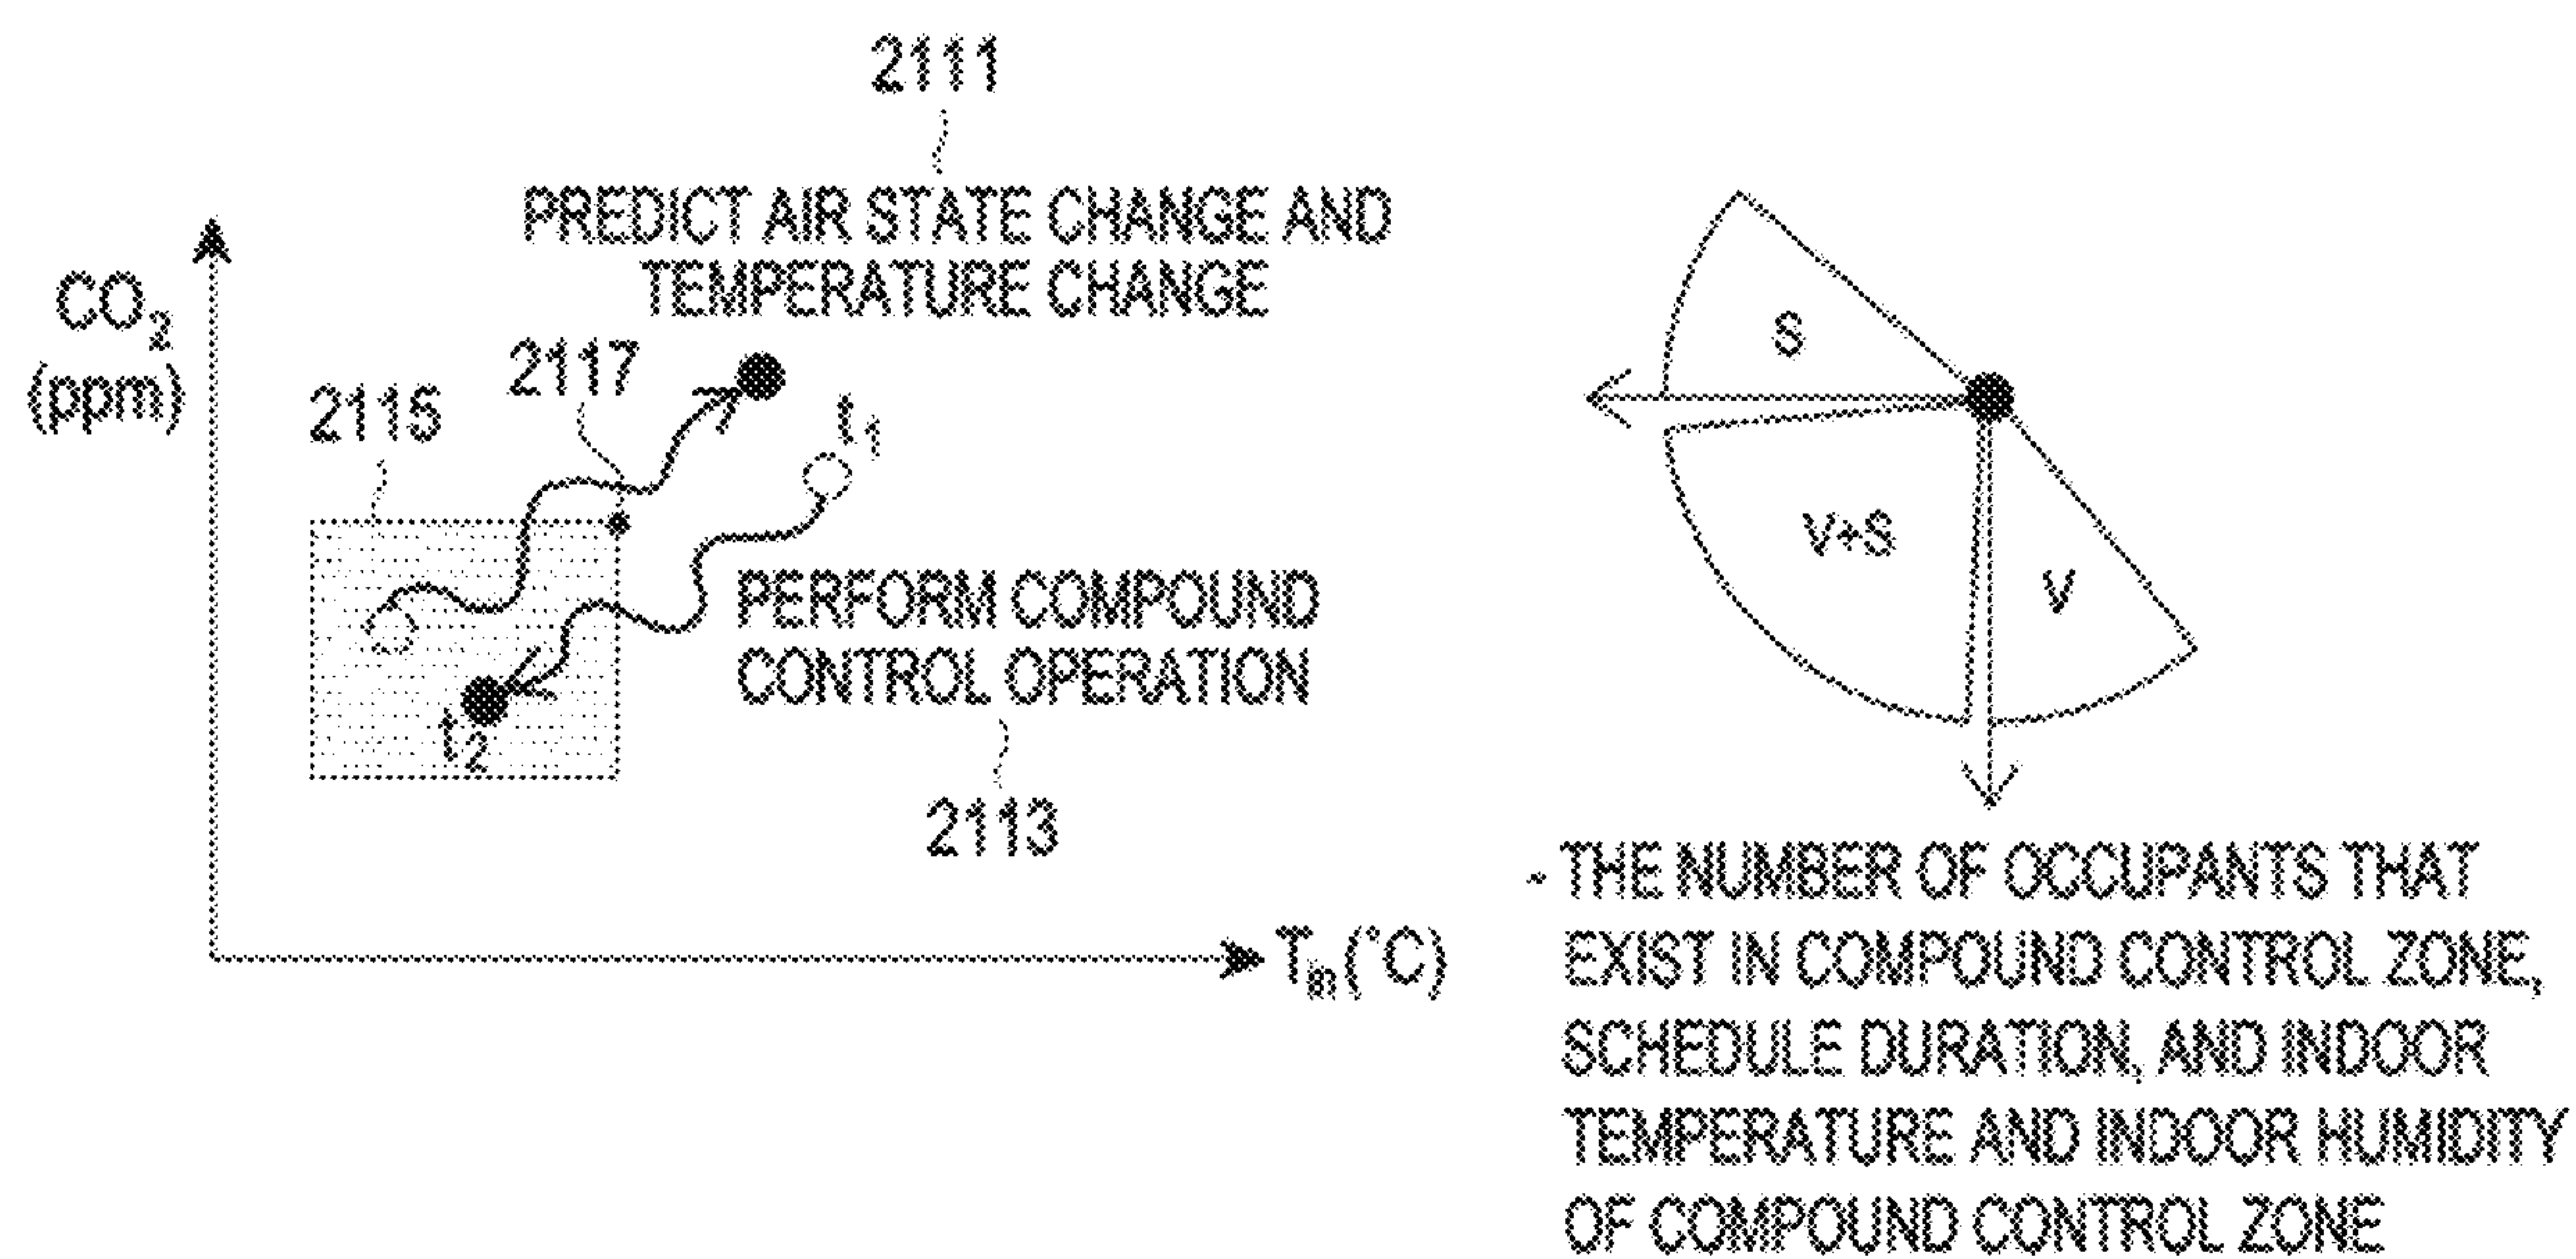 2111
PREDICT AIR STATE CHANGE AND
TEMPERATURE CHANGE
CO₂
(ppm)
2117
2115
t₁
t₂
PERFORM COMPOUND
CONTROL OPERATION
2113
Tᵢₙ(°C)
S
V+S
V
- THE NUMBER OF OCCUPANTS THAT
EXIST IN COMPOUND CONTROL ZONE,
SCHEDULE DURATION, AND INDOOR
TEMPERATURE AND INDOOR HUMIDITY
OF COMPOUND CONTROL ZONE